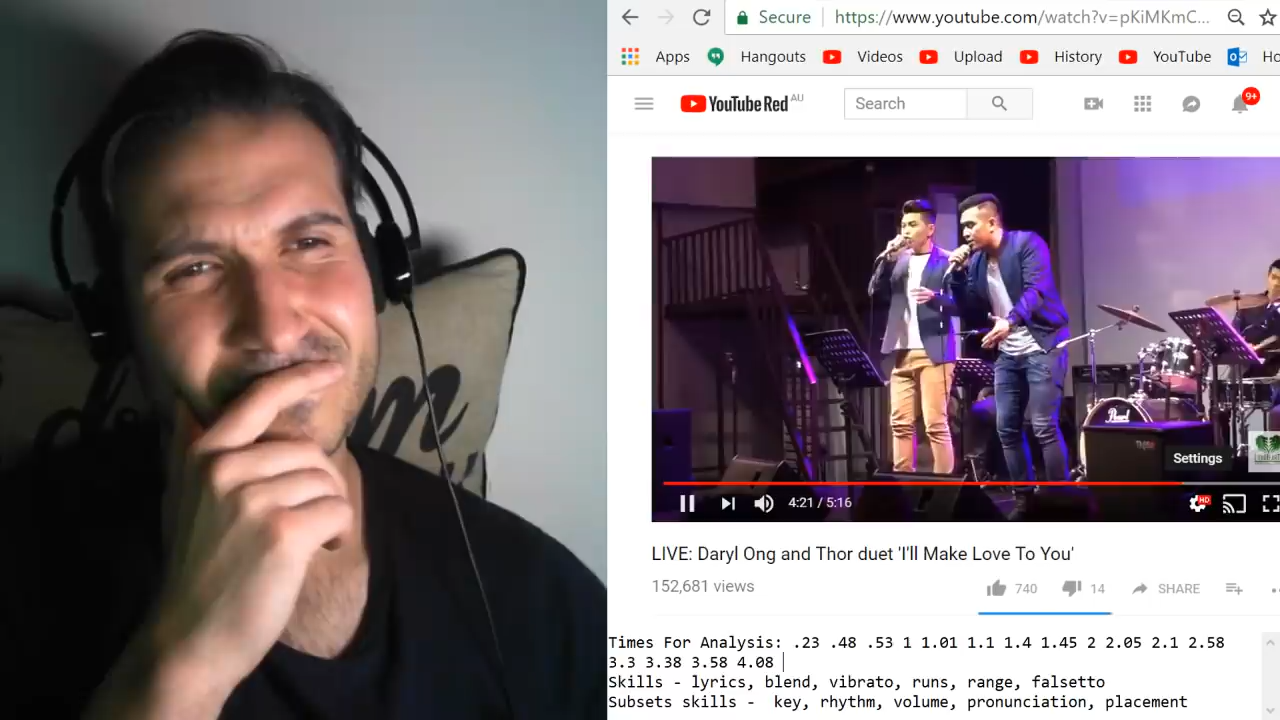 Secure https://www.youtube.com/watch?v=pKiMKmC...
Apps Hangouts Videos Upload History YouTube Ho
YouTube Red AU Search 9+
Pearl
Settings
HD
4:21 / 5:16
LIVE: Daryl Ong and Thor duet 'I'll Make Love To You'
152,681 views 740 14 SHARE
Times For Analysis: .23 .48 .53 1 1.01 1.1 1.4 1.45 2 2.05 2.1 2.58
3.3 3.38 3.58 4.08
Skills - lyrics, blend, vibrato, runs, range, falsetto
Subsets skills - key, rhythm, volume, pronunciation, placement